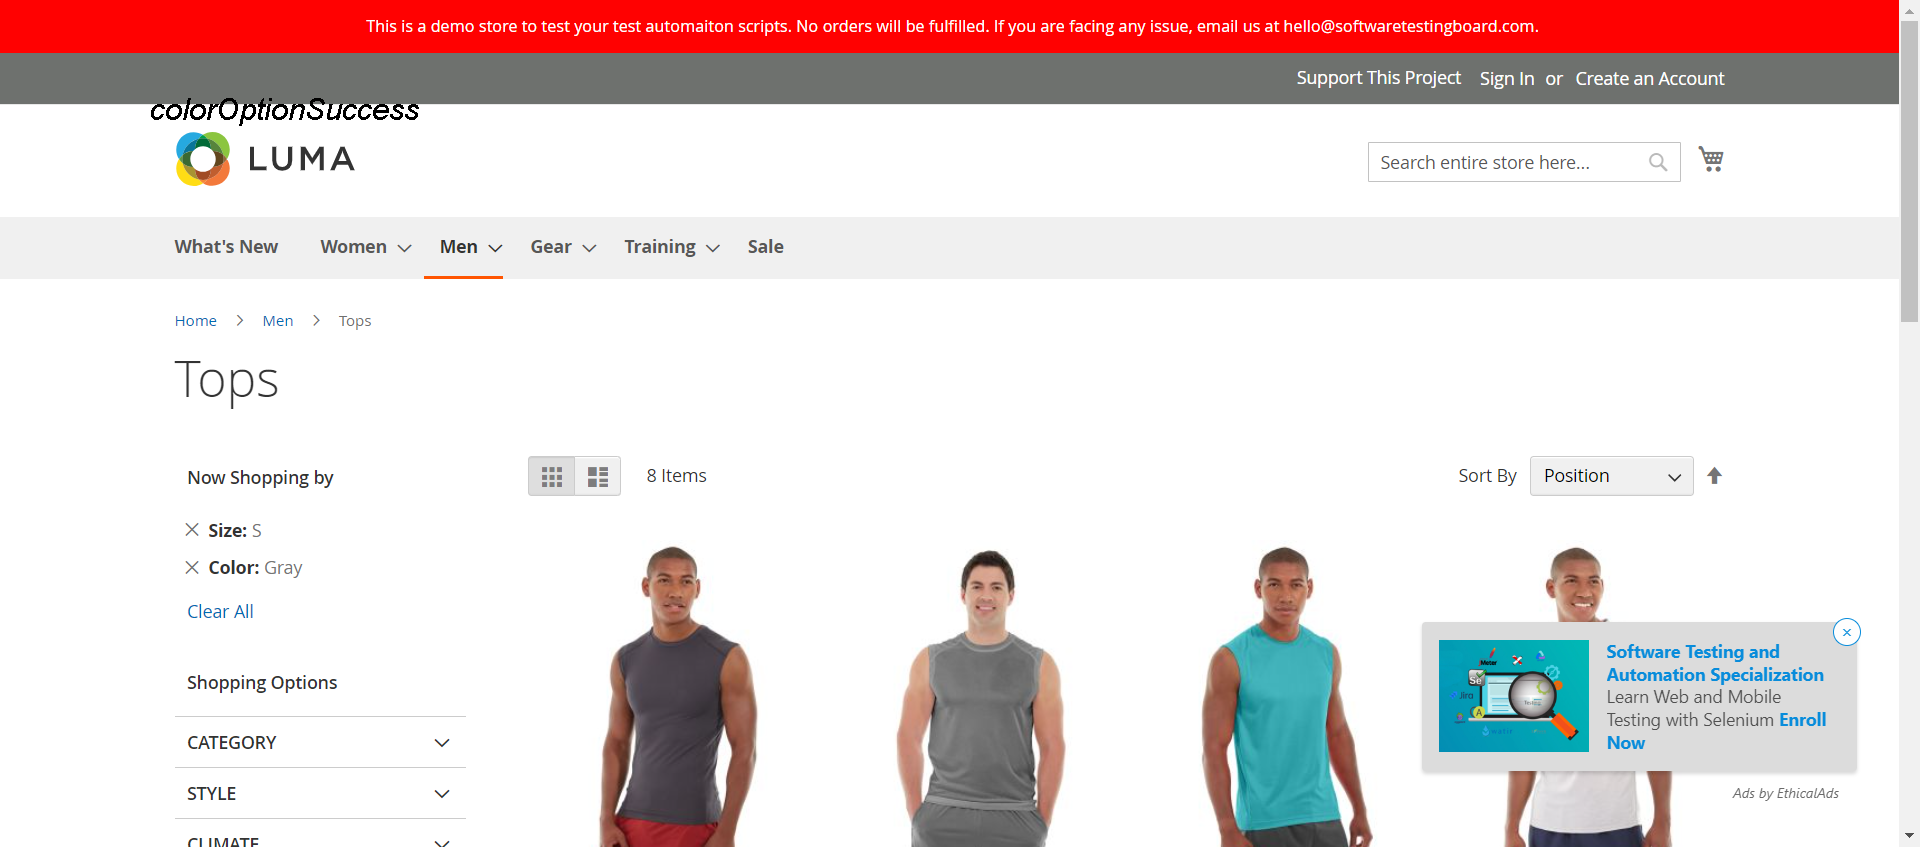 This is a demo store to test your test automaiton scripts. No orders will be fulfilled. If you are facing any issue, email us at hello@softwaretestingboard.com.
Support This Project Sign In or Create an Account
colorOptionSuccess
LUMA
Search entire store here...
What's New Women Men Gear Training Sale
Home > Men > Tops
Tops
Now Shopping by
8 Items
Sort By Position
Size: S
Color: Gray
Clear All
Shopping Options
CATEGORY
STYLE
CLIMATE
Software Testing and
Automation Specialization
Learn Web and Mobile
Testing with Selenium Enroll
Now
Ads by EthicalAds